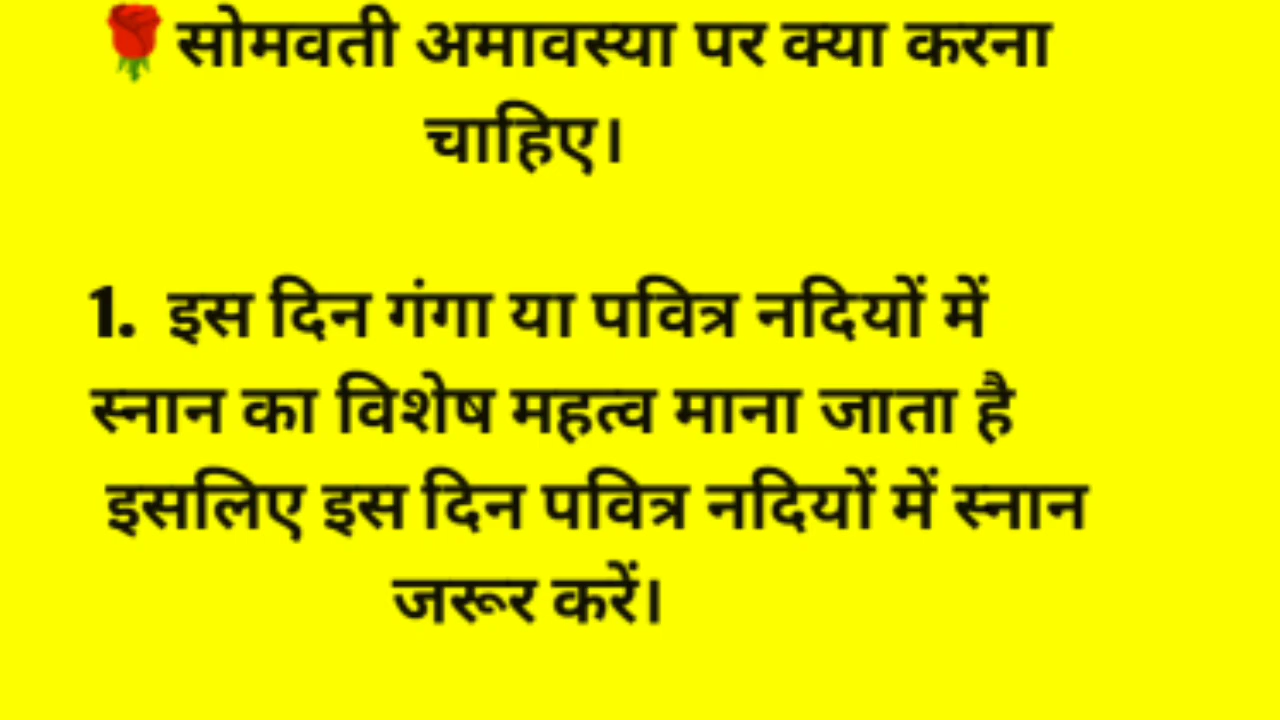 🌹सोमवती अमावस्या पर क्या करना
चाहिए।
1. इस दिन गंगा या पवित्र नदियों में
स्नान का विशेष महत्व माना जाता है
इसलिए इस दिन पवित्र नदियों में स्नान
जरूर करें।